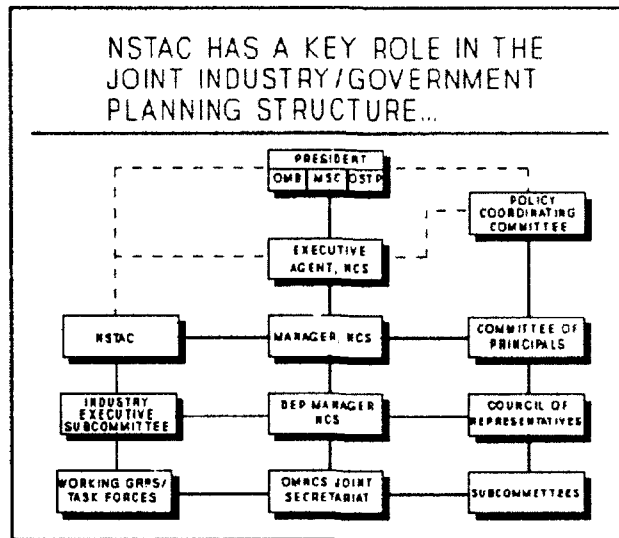 NSTAC HAS A KEY ROLE IN THE
JOINT INDUSTRY/GOVERNMENT
PLANNING STRUCTURE...
PRESIDENT
OMB NSC OSTP
POLICY
COORDINATING
COMMITTEE
EXECUTIVE
AGENT, NCS
NSTAC
MANAGER, NCS
COMMITTEE OF
PRINCIPALS
INDUSTRY
EXECUTIVE
SUBCOMMITTEE
DEP MANAGER
NCS
COUNCIL OF
REPRESENTATIVES
WORKING GRPS/
TASK FORCES
OMNCS JOINT
SECRETARIAT
SUBCOMMITTEES